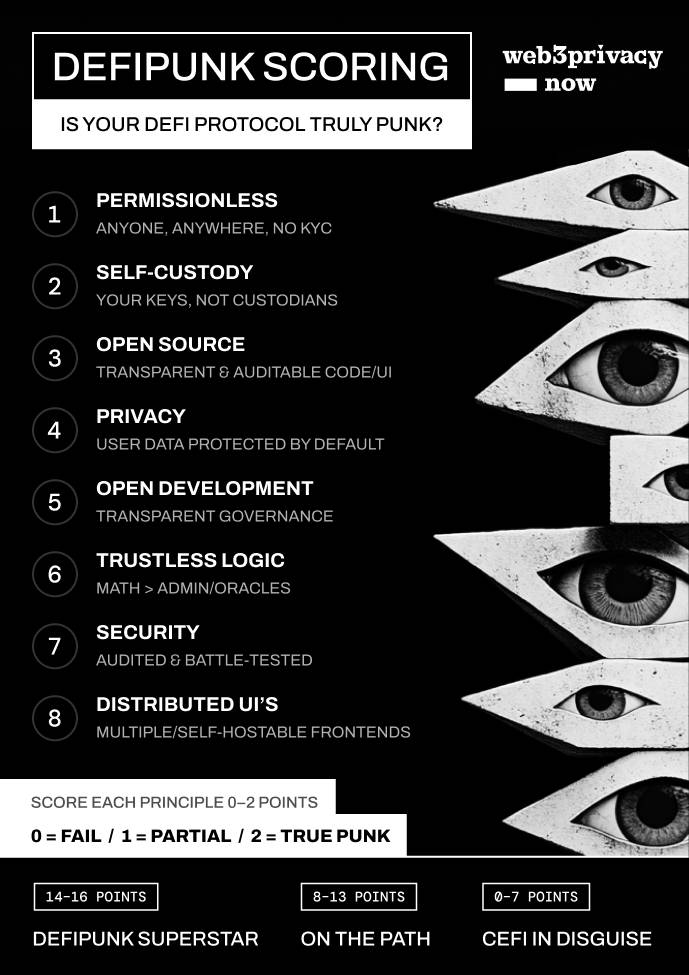 DEFIPUNK SCORING
web3privacy
now
IS YOUR DEFI PROTOCOL TRULY PUNK?
1
PERMISSIONLESS
ANYONE, ANYWHERE, NO KYC
2
SELF-CUSTODY
YOUR KEYS, NOT CUSTODIANS
3
OPEN SOURCE
TRANSPARENT & AUDITABLE CODE/UI
4
PRIVACY
USER DATA PROTECTED BY DEFAULT
5
OPEN DEVELOPMENT
TRANSPARENT GOVERNANCE
6
TRUSTLESS LOGIC
MATH > ADMIN/ORACLES
7
SECURITY
AUDITED & BATTLE-TESTED
8
DISTRIBUTED UI'S
MULTIPLE/SELF-HOSTABLE FRONTENDS
SCORE EACH PRINCIPLE 0–2 POINTS
0 = FAIL / 1 = PARTIAL / 2 = TRUE PUNK
14–16 POINTS
DEFIPUNK SUPERSTAR
8–13 POINTS
ON THE PATH
0–7 POINTS
CEFI IN DISGUISE